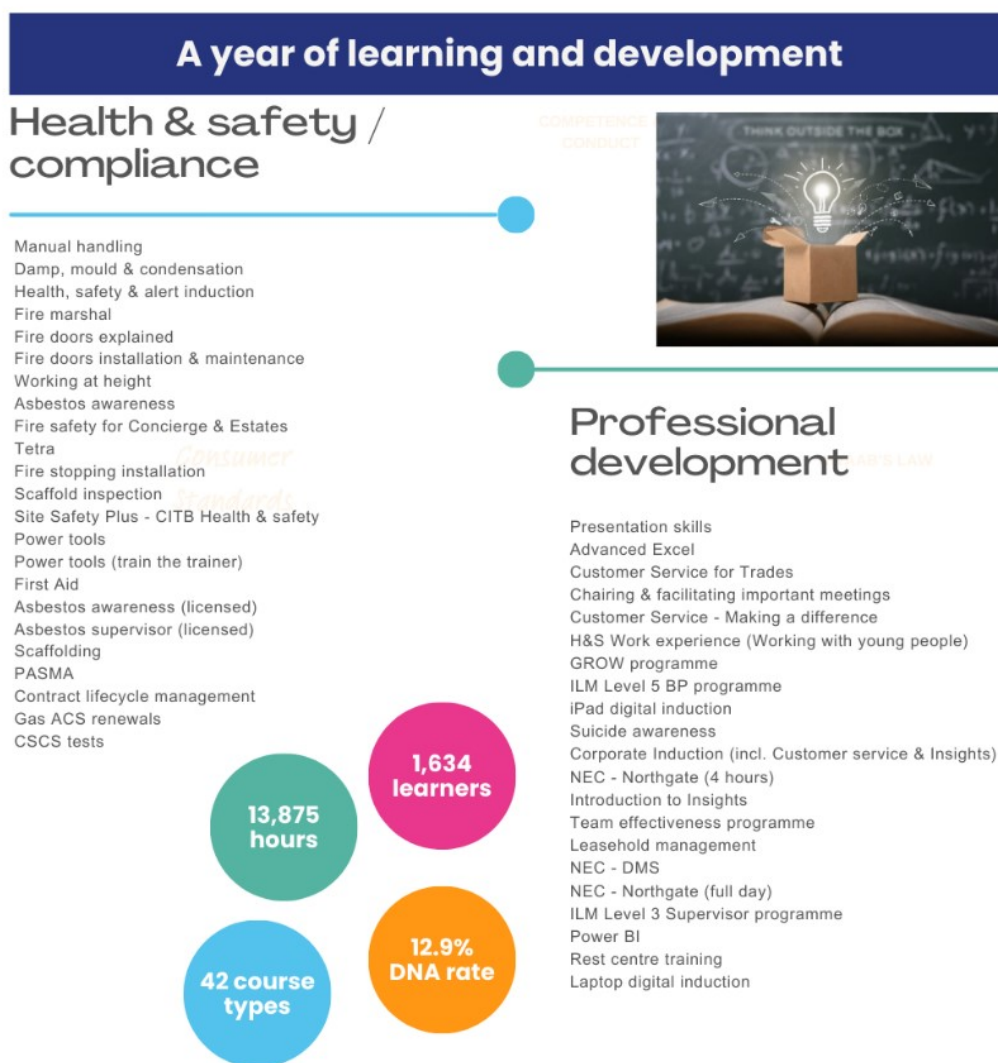 A year of learning and development
Health & safety /
compliance
COMPETENCE
CONDUCT
THINK OUTSIDE THE BOX
Manual handling
Damp, mould & condensation
Health, safety & alert induction
Fire marshal
Fire doors explained
Fire doors installation & maintenance
Working at height
Asbestos awareness
Fire safety for Concierge & Estates
Tetra
Consumer
Fire stopping installation
Scaffold inspection
Standards
Site Safety Plus - CITB Health & safety
Power tools
Power tools (train the trainer)
First Aid
Asbestos awareness (licensed)
Asbestos supervisor (licensed)
Scaffolding
PASMA
Contract lifecycle management
Gas ACS renewals
CSCS tests
Professional
development
LAW
Presentation skills
Advanced Excel
Customer Service for Trades
Chairing & facilitating important meetings
Customer Service - Making a difference
H&S Work experience (Working with young people)
GROW programme
ILM Level 5 BP programme
iPad digital induction
Suicide awareness
Corporate Induction (incl. Customer service & Insights)
NEC - Northgate (4 hours)
Introduction to Insights
Team effectiveness programme
Leasehold management
NEC - DMS
NEC - Northgate (full day)
ILM Level 3 Supervisor programme
Power BI
Rest centre training
Laptop digital induction
1,634
learners
13,875
hours
12.9%
DNA rate
42 course
types